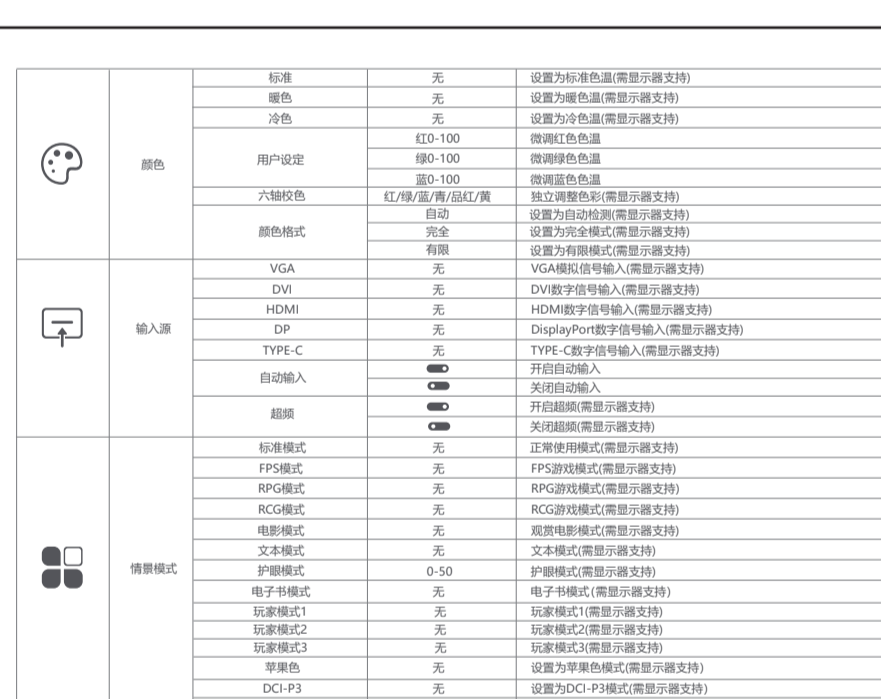 标准 无 设置为标准色温(需显示器支持)
暖色 无 设置为暖色温(需显示器支持)
冷色 无 设置为冷色温(需显示器支持)
颜色 用户设定 红0-100 微调红色色温
绿0-100 微调绿色色温
蓝0-100 微调蓝色色温
六轴校色 红/绿/蓝/青/品红/黄 独立调整色彩(需显示器支持)
颜色格式 自动 设置为自动检测(需显示器支持)
完全 设置为完全模式(需显示器支持)
有限 设置为有限模式(需显示器支持)
VGA 无 VGA模拟信号输入(需显示器支持)
DVI 无 DVI数字信号输入(需显示器支持)
HDMI 无 HDMI数字信号输入(需显示器支持)
输入源 DP 无 DisplayPort数字信号输入(需显示器支持)
TYPE-C 无 TYPE-C数字信号输入(需显示器支持)
自动输入 开启自动输入
关闭自动输入
超频 开启超频(需显示器支持)
关闭超频(需显示器支持)
标准模式 无 正常使用模式(需显示器支持)
FPS模式 无 FPS游戏模式(需显示器支持)
RPG模式 无 RPG游戏模式(需显示器支持)
RCG模式 无 RCG游戏模式(需显示器支持)
电影模式 无 观赏电影模式(需显示器支持)
文本模式 无 文本模式(需显示器支持)
情景模式 护眼模式 0-50 护眼模式(需显示器支持)
电子书模式 无 电子书模式(需显示器支持)
玩家模式1 无 玩家模式1(需显示器支持)
玩家模式2 无 玩家模式2(需显示器支持)
玩家模式3 无 玩家模式3(需显示器支持)
苹果色 无 设置为苹果色模式(需显示器支持)
DCI-P3 无 设置为DCI-P3模式(需显示器支持)